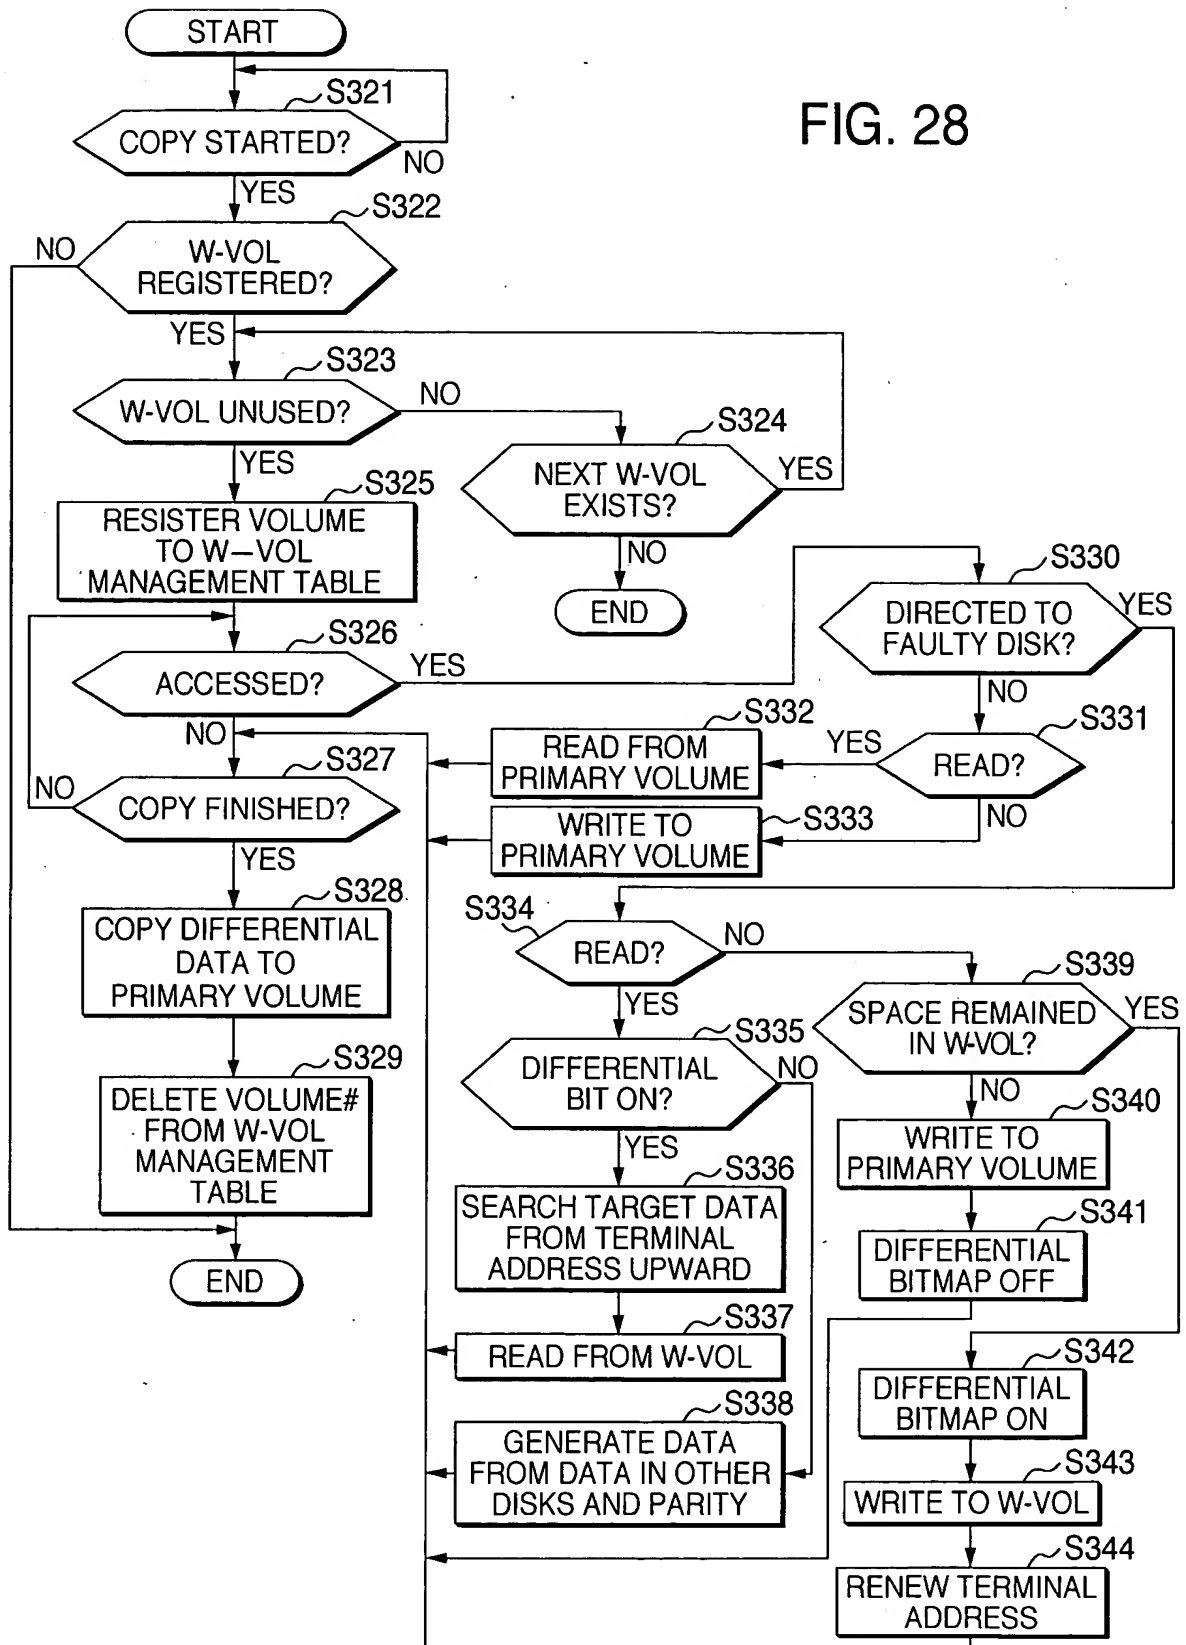 START
FIG. 28
S321
COPY STARTED?
NO
YES
S322
NO
W-VOL
REGISTERED?
YES
S323
W-VOL UNUSED?
NO
YES
S324
NEXT W-VOL
EXISTS?
YES
NO
END
S325
RESISTER VOLUME
TO W-VOL
MANAGEMENT TABLE
S326
ACCESSED?
YES
NO
S327
COPY FINISHED?
NO
YES
S328
COPY DIFFERENTIAL
DATA TO
PRIMARY VOLUME
S329
DELETE VOLUME#
FROM W-VOL
MANAGEMENT
TABLE
END
S330
DIRECTED TO
FAULTY DISK?
YES
NO
S331
READ?
YES
NO
S332
READ FROM
PRIMARY VOLUME
S333
WRITE TO
PRIMARY VOLUME
S334
READ?
NO
YES
S335
DIFFERENTIAL
BIT ON?
NO
YES
S336
SEARCH TARGET DATA
FROM TERMINAL
ADDRESS UPWARD
S337
READ FROM W-VOL
S338
GENERATE DATA
FROM DATA IN OTHER
DISKS AND PARITY
S339
SPACE REMAINED
IN W-VOL?
YES
NO
S340
WRITE TO
PRIMARY VOLUME
S341
DIFFERENTIAL
BITMAP OFF
S342
DIFFERENTIAL
BITMAP ON
S343
WRITE TO W-VOL
S344
RENEW TERMINAL
ADDRESS